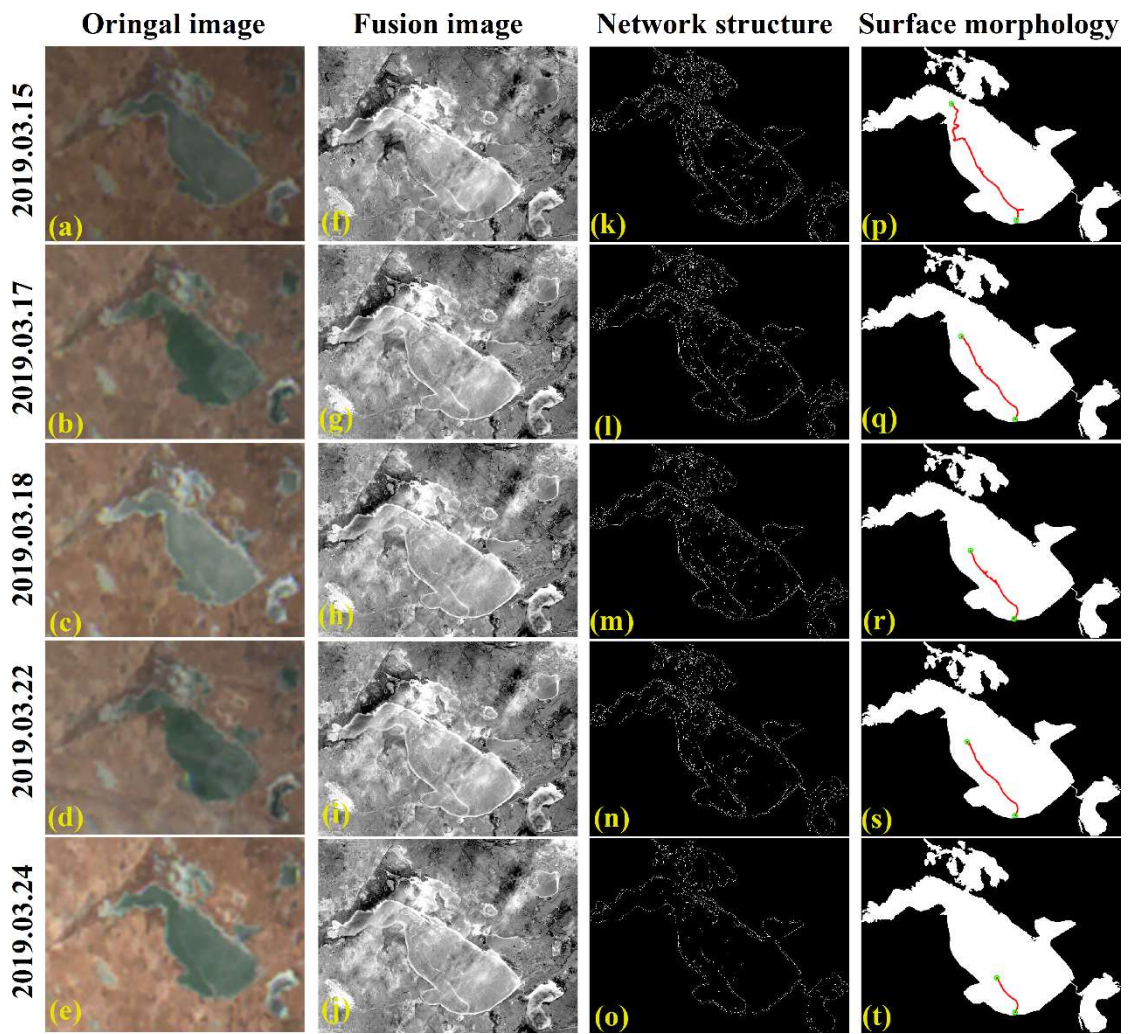 Oringal image Fusion image Network structure Surface morphology
2019.03.15
(a) (f) (k) (p)
2019.03.17
(b) (g) (l) (q)
2019.03.18
(c) (h) (m) (r)
2019.03.22
(d) (i) (n) (s)
2019.03.24
(e) (j) (o) (t)